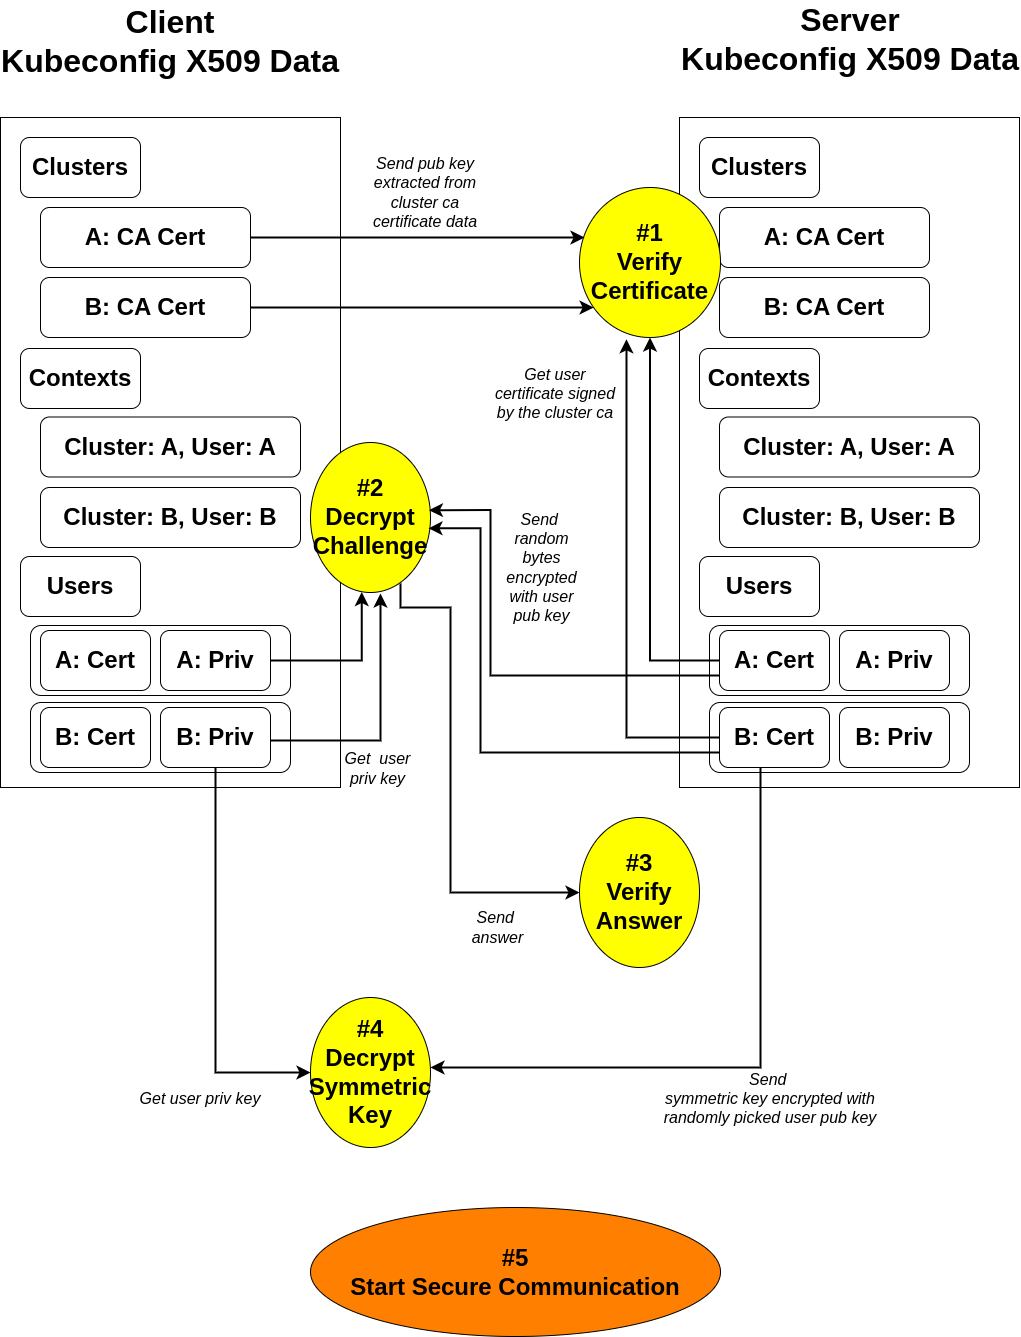 Client
Kubeconfig X509 Data
Server
Kubeconfig X509 Data
Clusters
A: CA Cert
B: CA Cert
Contexts
Cluster: A, User: A
Cluster: B, User: B
Users
A: Cert
A: Priv
B: Cert
B: Priv
Send pub key
extracted from
cluster ca
certificate data
#1
Verify
Certificate
Clusters
A: CA Cert
B: CA Cert
Contexts
Cluster: A, User: A
Cluster: B, User: B
Users
A: Cert
A: Priv
B: Cert
B: Priv
Get user
certificate signed
by the cluster ca
#2
Decrypt
Challenge
Send
random
bytes
encrypted
with user
pub key
Get user
priv key
#3
Verify
Answer
Send
answer
#4
Decrypt
Symmetric
Key
Get user priv key
Send
symmetric key encrypted with
randomly picked user pub key
#5
Start Secure Communication